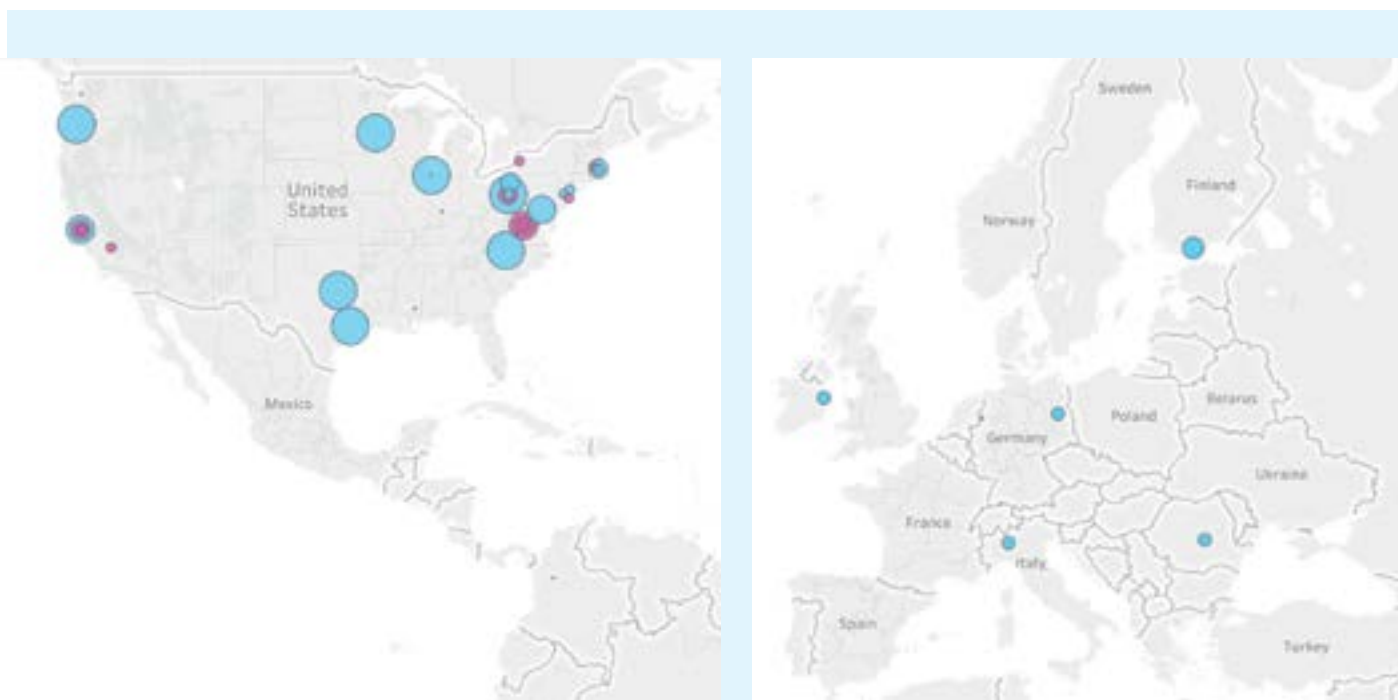 United
States
Mexico
Sweden
Finland
Norway
Belarus
Poland
Germany
Ukraine
France
Italy
Spain
Turkey